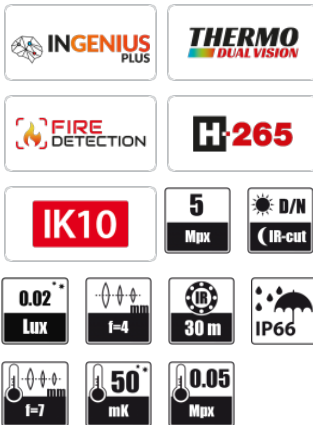 INGENIUS
PLUS
THERMO
DUAL VISION
FIRE
DETECTION
H·265
IK10
5
Mpx
D/N
IR-cut
0.02**
Lux
f=4
IR
30 m
IP66
f=7
50**
mK
0.05
Mpx